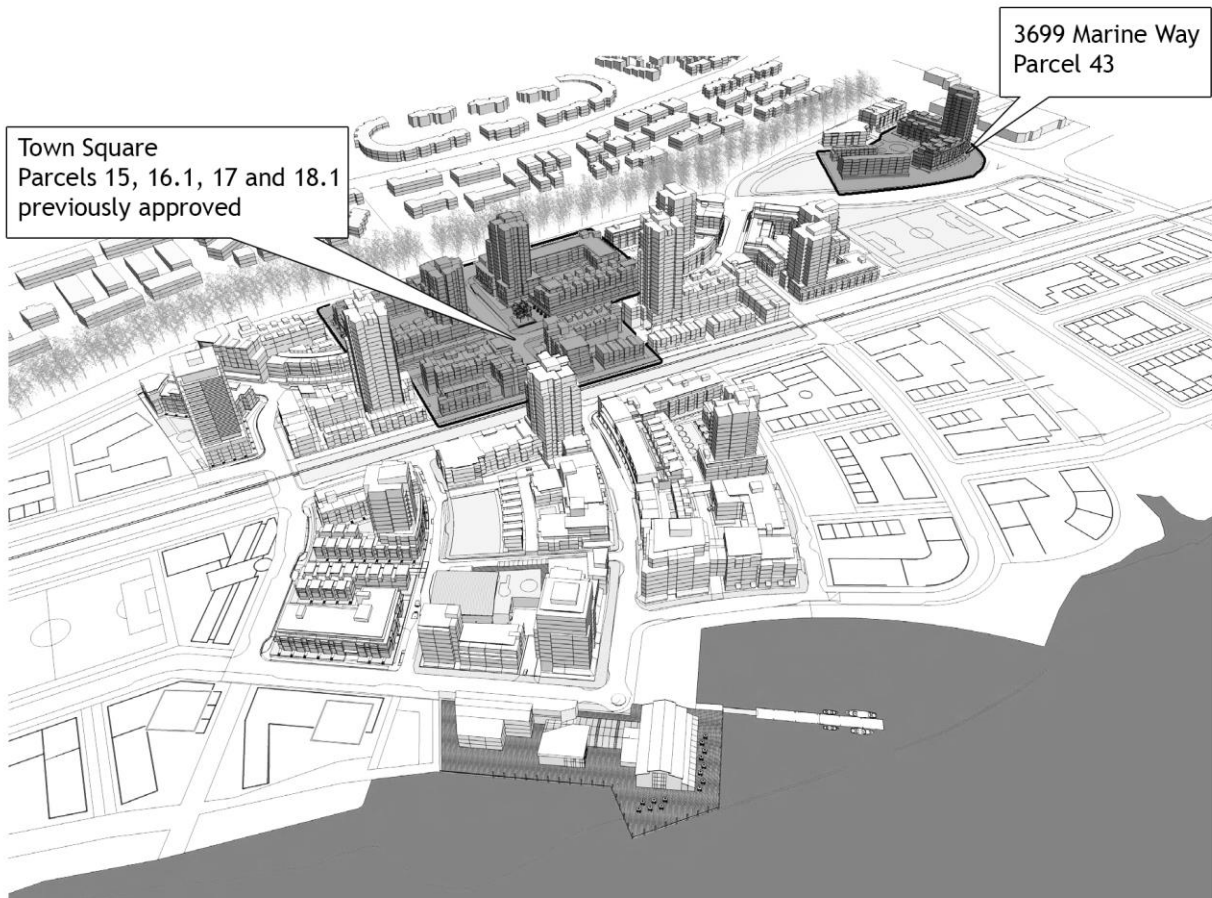 3699 Marine Way
Parcel 43
Town Square
Parcels 15, 16.1, 17 and 18.1
previously approved